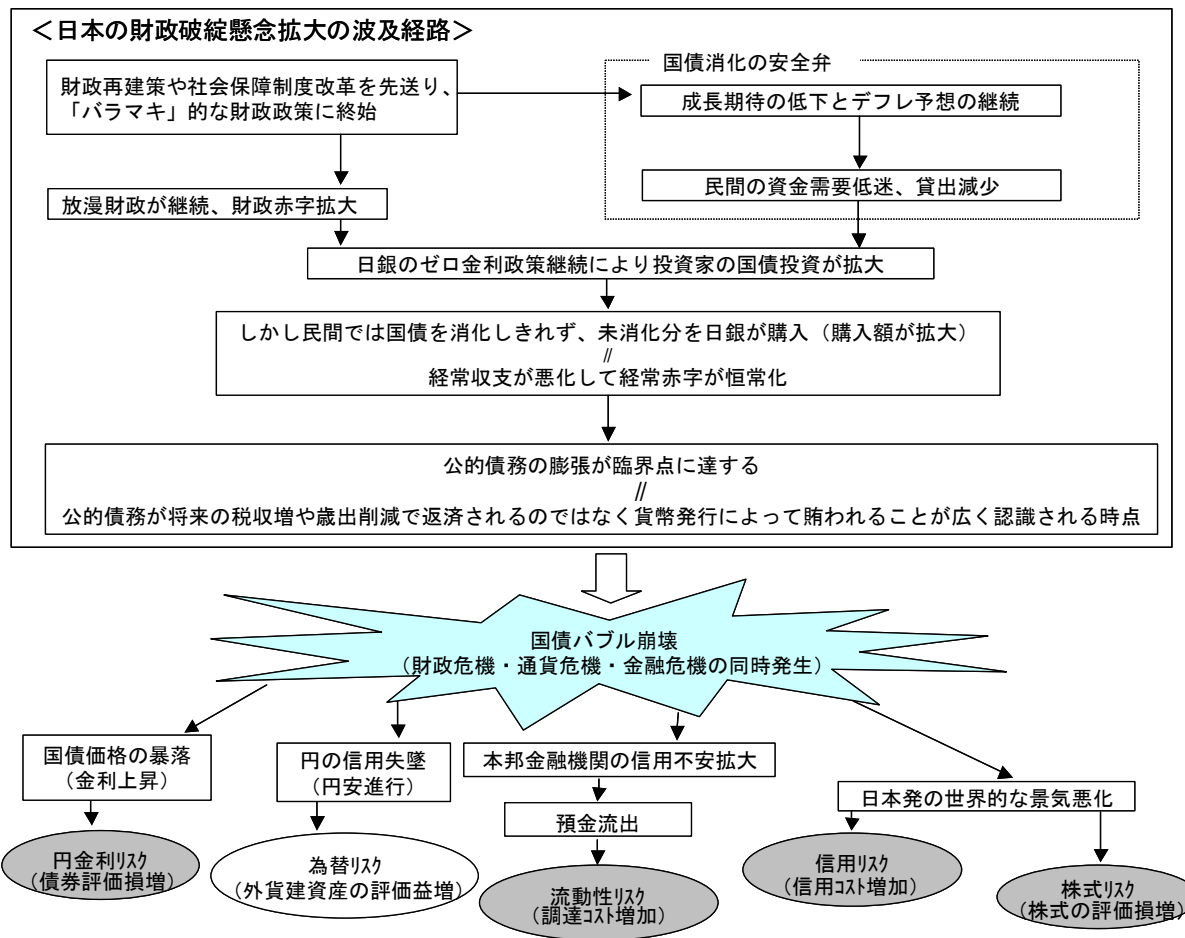 ＜日本の財政破綻懸念拡大の波及経路＞
財政再建策や社会保障制度改革を先送り、
「バラマキ」的な財政政策に終始
国債消化の安全弁
成長期待の低下とデフレ予想の継続
民間の資金需要低迷、貸出減少
放漫財政が継続、財政赤字拡大
日銀のゼロ金利政策継続により投資家の国債投資が拡大
しかし民間では国債を消化しきれず、未消化分を日銀が購入（購入額が拡大）
〃
経常収支が悪化して経常赤字が恒常化
公的債務の膨張が臨界点に達する
〃
公的債務が将来の税収増や歳出削減で返済されるのではなく貨幣発行によって賄われることが広く認識される時点
国債バブル崩壊
（財政危機・通貨危機・金融危機の同時発生）
国債価格の暴落
（金利上昇）
円金利ﾘｽｸ
（債券評価損増）
円の信用失墜
（円安進行）
為替ﾘｽｸ
（外貨建資産の評価益増）
本邦金融機関の信用不安拡大
預金流出
流動性ﾘｽｸ
（調達ｺｽﾄ増加）
日本発の世界的な景気悪化
信用ﾘｽｸ
（信用ｺｽﾄ増加）
株式ﾘｽｸ
（株式の評価損増）